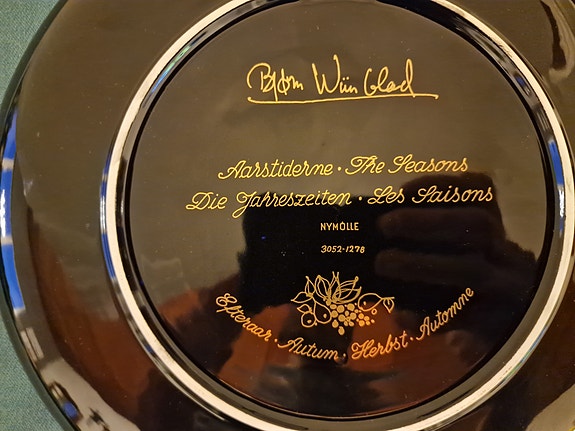 Bjørn Wiinblad
Aarstiderne · The Seasons
Die Jahreszeiten · Les Saisons
NYMÖLLE
3052-1278
Efteraar · Autum · Herbst · Automne